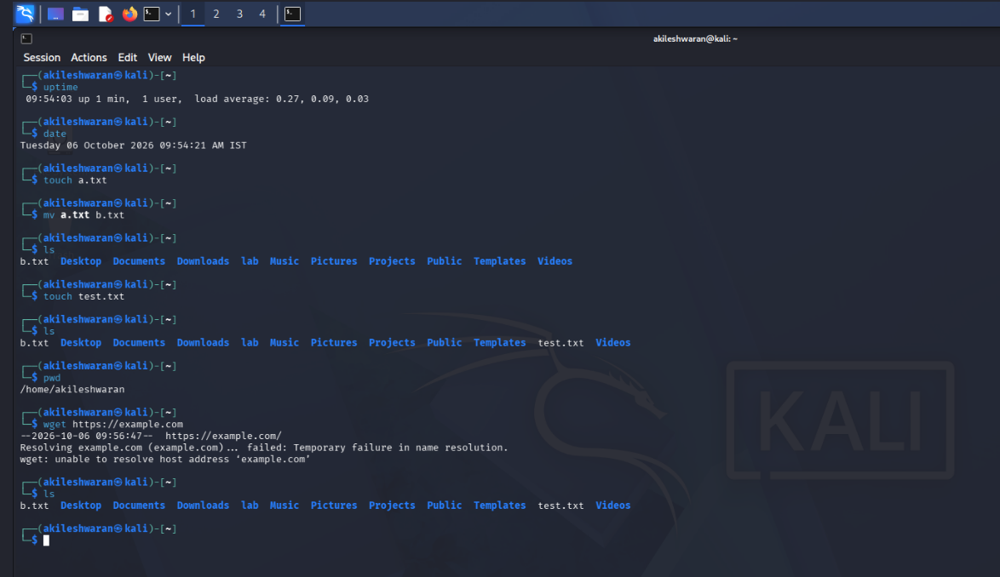 1 2 3 4
akileshwaran@kali: ~
Session Actions Edit View Help
┌──(akileshwaran㉿kali)-[~]
└─$ uptime
 09:54:03 up 1 min,  1 user,  load average: 0.27, 0.09, 0.03
┌──(akileshwaran㉿kali)-[~]
└─$ date
Tuesday 06 October 2026 09:54:21 AM IST
┌──(akileshwaran㉿kali)-[~]
└─$ touch a.txt
┌──(akileshwaran㉿kali)-[~]
└─$ mv a.txt b.txt
┌──(akileshwaran㉿kali)-[~]
└─$ ls
b.txt  Desktop  Documents  Downloads  lab  Music  Pictures  Projects  Public  Templates  Videos
┌──(akileshwaran㉿kali)-[~]
└─$ touch test.txt
┌──(akileshwaran㉿kali)-[~]
└─$ ls
b.txt  Desktop  Documents  Downloads  lab  Music  Pictures  Projects  Public  Templates  test.txt  Videos
┌──(akileshwaran㉿kali)-[~]
└─$ pwd
/home/akileshwaran
┌──(akileshwaran㉿kali)-[~]
└─$ wget https://example.com
--2026-10-06 09:56:47--  https://example.com/
Resolving example.com (example.com)... failed: Temporary failure in name resolution.
wget: unable to resolve host address ‘example.com’
┌──(akileshwaran㉿kali)-[~]
└─$ ls
b.txt  Desktop  Documents  Downloads  lab  Music  Pictures  Projects  Public  Templates  test.txt  Videos
┌──(akileshwaran㉿kali)-[~]
└─$
KALI